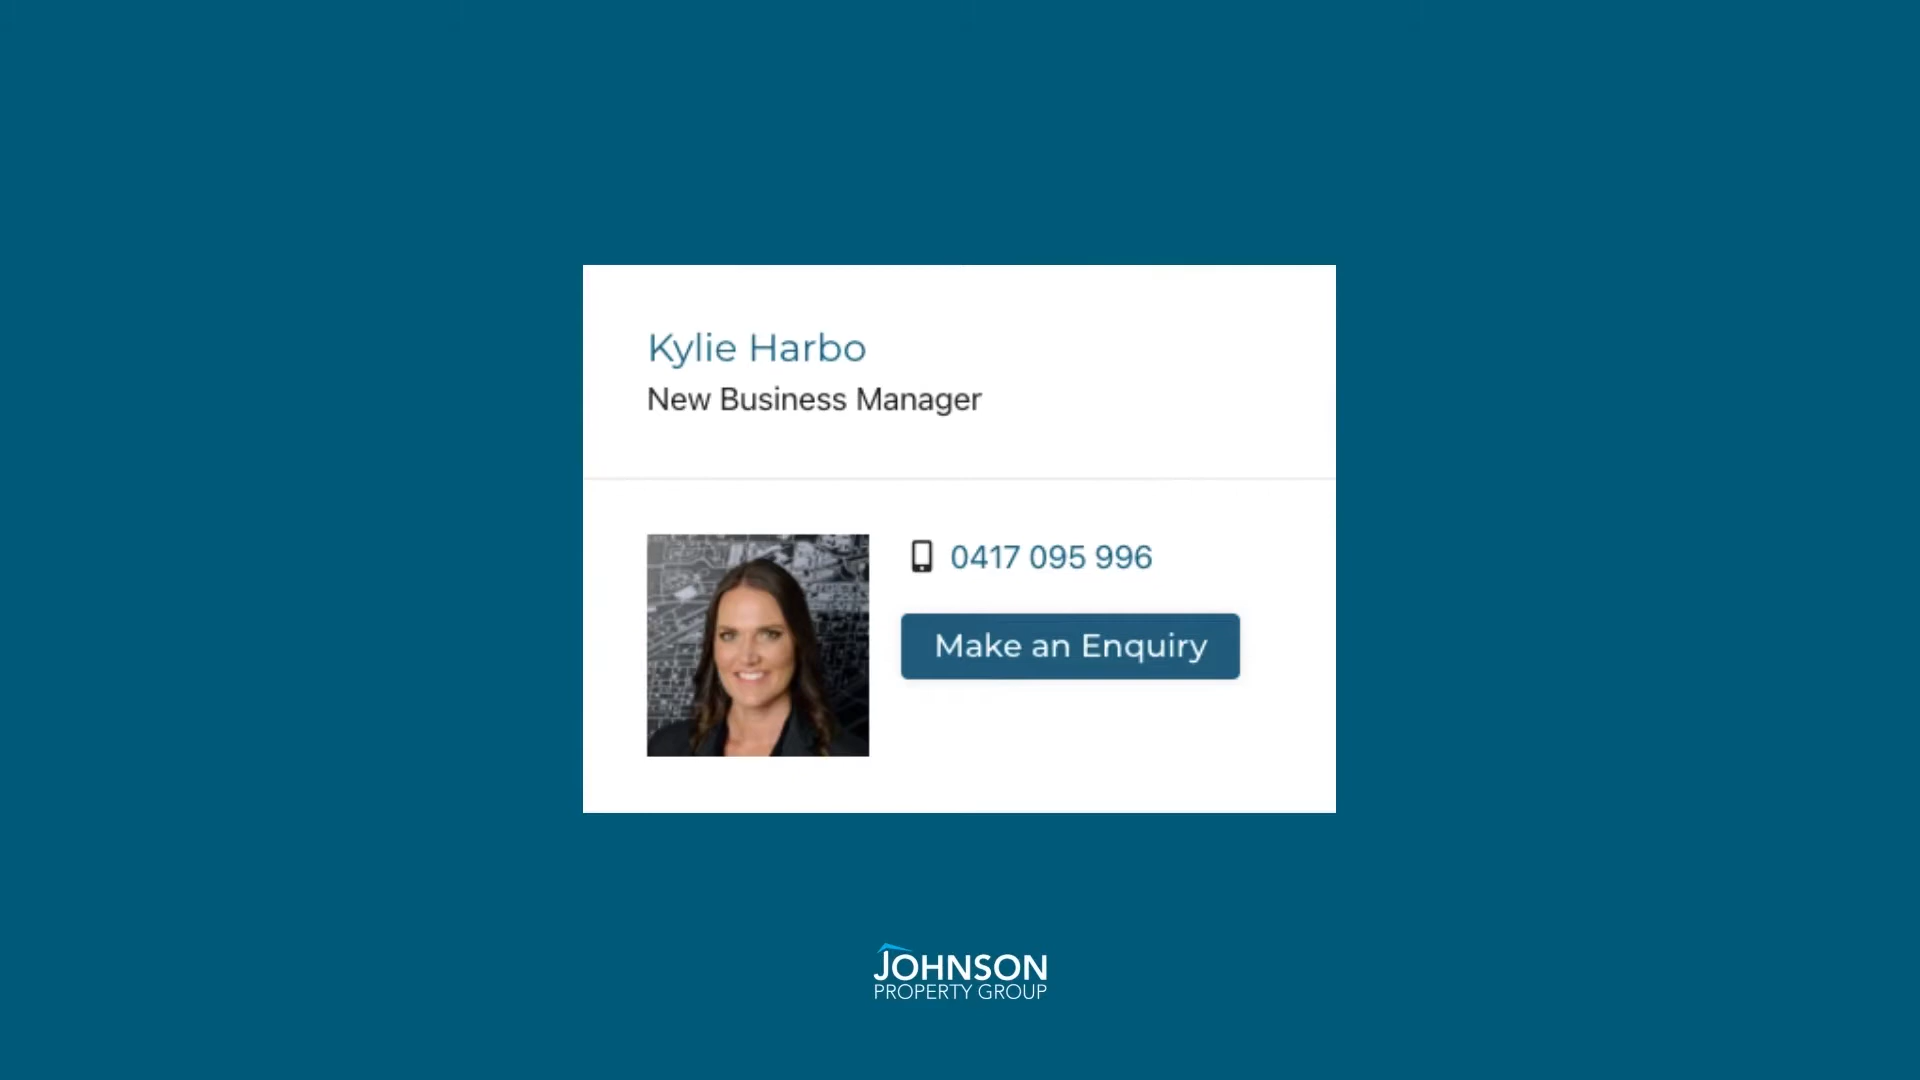 Kylie Harbo
New Business Manager
0417 095 996
Make an Enquiry
JOHNSON
PROPERTY GROUP